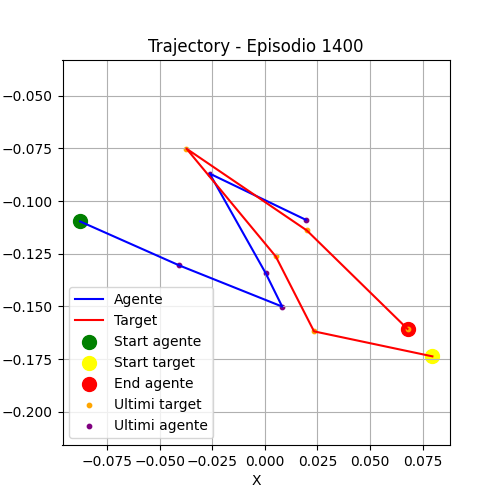 Trajectory - Episodio 1400
−0.050
−0.075
−0.100
−0.125
−0.150
−0.175
−0.200
Agente
Target
Start agente
Start target
End agente
Ultimi target
Ultimi agente
−0.075 −0.050 −0.025 0.000 0.025 0.050 0.075
X